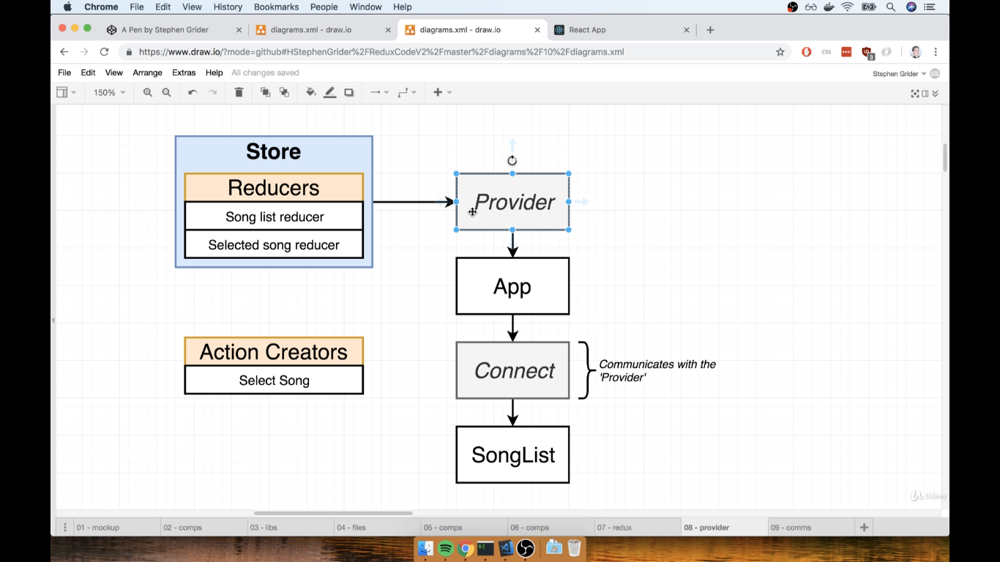 Chrome File Edit View History Bookmarks People Window Help
A Pen by Stephen Grider
diagrams.xml - draw.io
diagrams.xml - draw.io
React App
https://www.draw.io/?mode=github#HStephenGrider%2FReduxCodeV2%2Fmaster%2Fdiagrams%2F10%2Fdiagrams.xml
css
3
File Edit View Arrange Extras Help All changes saved
Stephen Grider
150%
Store
Reducers
Song list reducer
Selected song reducer
Provider
App
Action Creators
Select Song
Connect
Communicates with the
'Provider'
SongList
Udemy
01 - mockup
02 - comps
03 - libs
04 - files
05 - comps
06 - comps
07 - redux
08 - provider
09 - comms